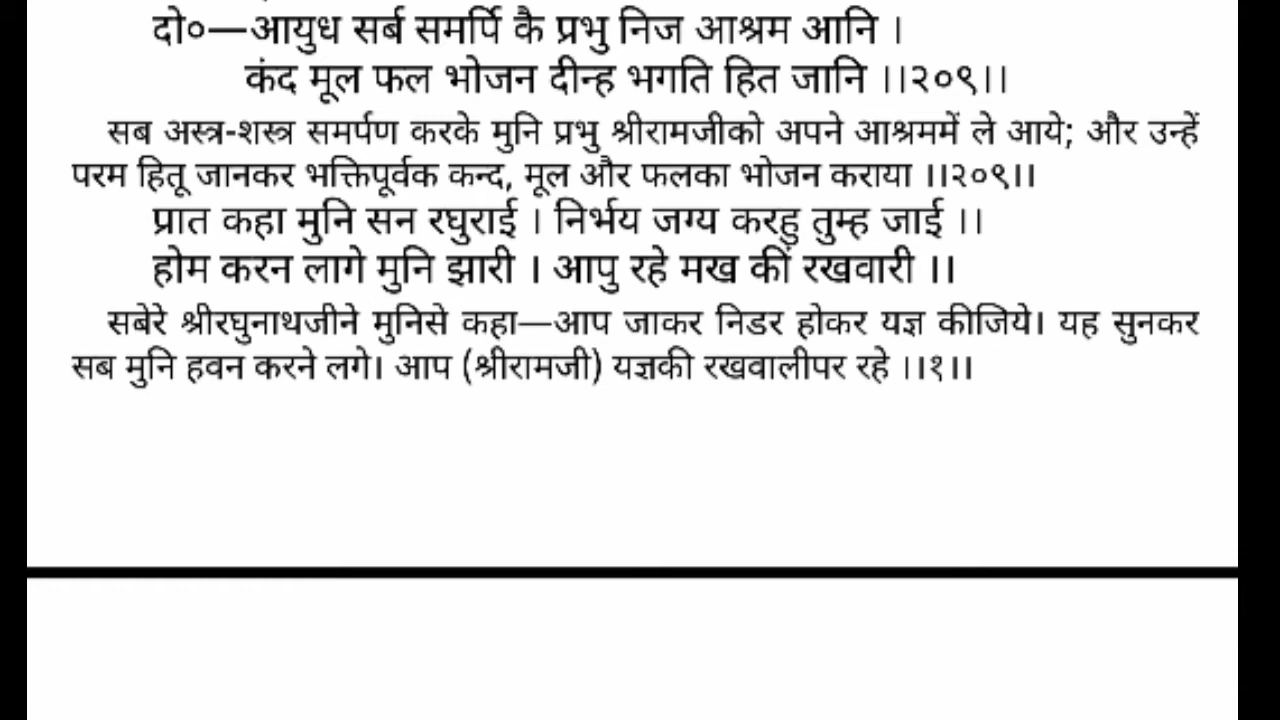 दो०—आयुध सर्ब समर्पि कै प्रभु निज आश्रम आनि ।
कंद मूल फल भोजन दीन्ह भगति हित जानि ।।२०९।।
सब अस्त्र-शस्त्र समर्पण करके मुनि प्रभु श्रीरामजीको अपने आश्रममें ले आये; और उन्हें
परम हितू जानकर भक्तिपूर्वक कन्द, मूल और फलका भोजन कराया ।।२०९।।
प्रात कहा मुनि सन रघुराई । निर्भय जग्य करहु तुम्ह जाई ।।
होम करन लागे मुनि झारी । आपु रहे मख कीं रखवारी ।।
सबेरे श्रीरघुनाथजीने मुनिसे कहा—आप जाकर निडर होकर यज्ञ कीजिये। यह सुनकर
सब मुनि हवन करने लगे। आप (श्रीरामजी) यज्ञकी रखवालीपर रहे ।।१।।